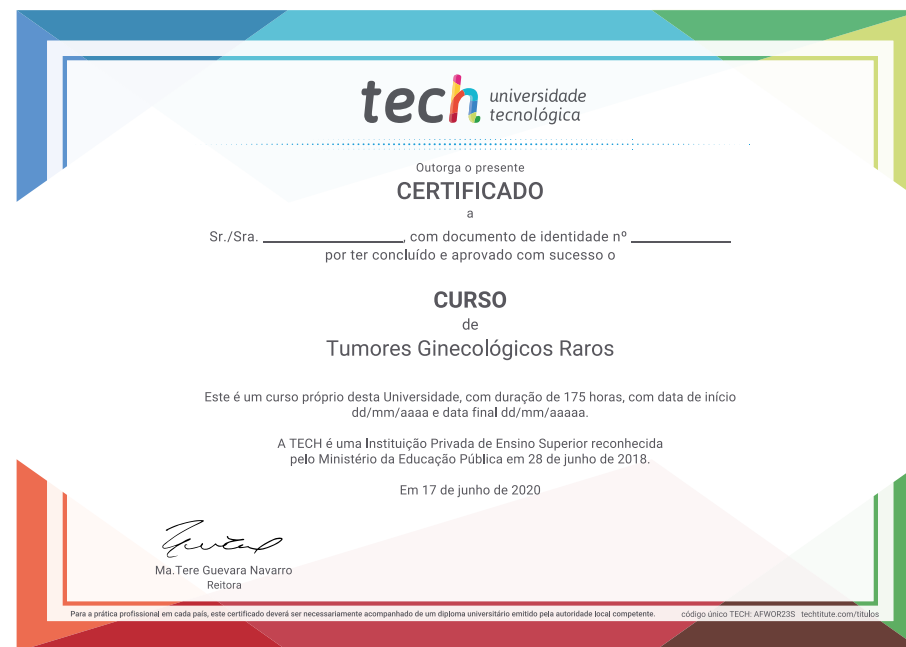 tech universidade
tecnológica
Outorga o presente
CERTIFICADO
a
Sr./Sra. ____________________, com documento de identidade nº ______________
por ter concluído e aprovado com sucesso o
CURSO
de
Tumores Ginecológicos Raros
Este é um curso próprio desta Universidade, com duração de 175 horas, com data de início
dd/mm/aaaa e data final dd/mm/aaaaa.
A TECH é uma Instituição Privada de Ensino Superior reconhecida
pelo Ministério da Educação Pública em 28 de junho de 2018.
Em 17 de junho de 2020
Ma.Tere Guevara Navarro
Reitora
Para a prática profissional em cada país, este certificado deverá ser necessariamente acompanhado de um diploma universitário emitido pela autoridade local competente. código único TECH: AFWOR23S techtitute.com/titulos